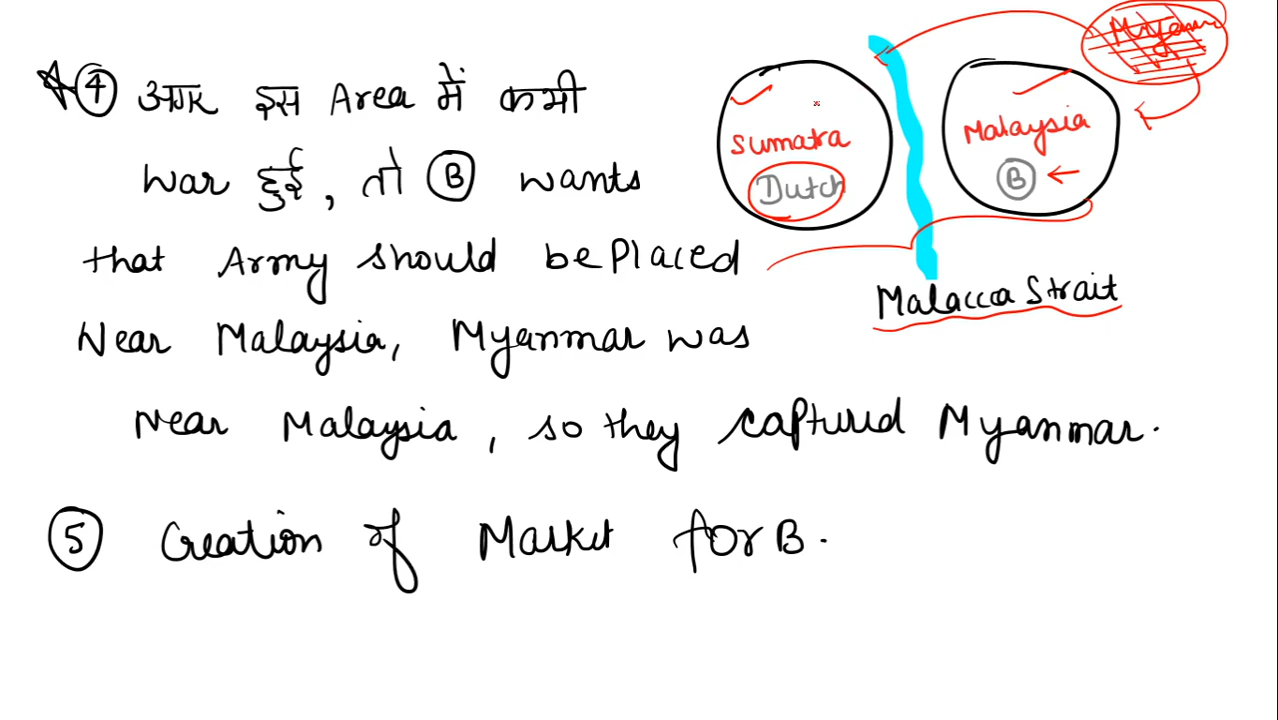 ④ अगर इस Area में कभी
war हुई, तो Ⓑ wants
that Army should be Placed
Near Malaysia, Myanmar was
Near Malaysia, so they captured Myanmar.
⑤ Creation of Market for B.
Sumatra
Dutch
Malaysia
Ⓑ
Malacca Strait